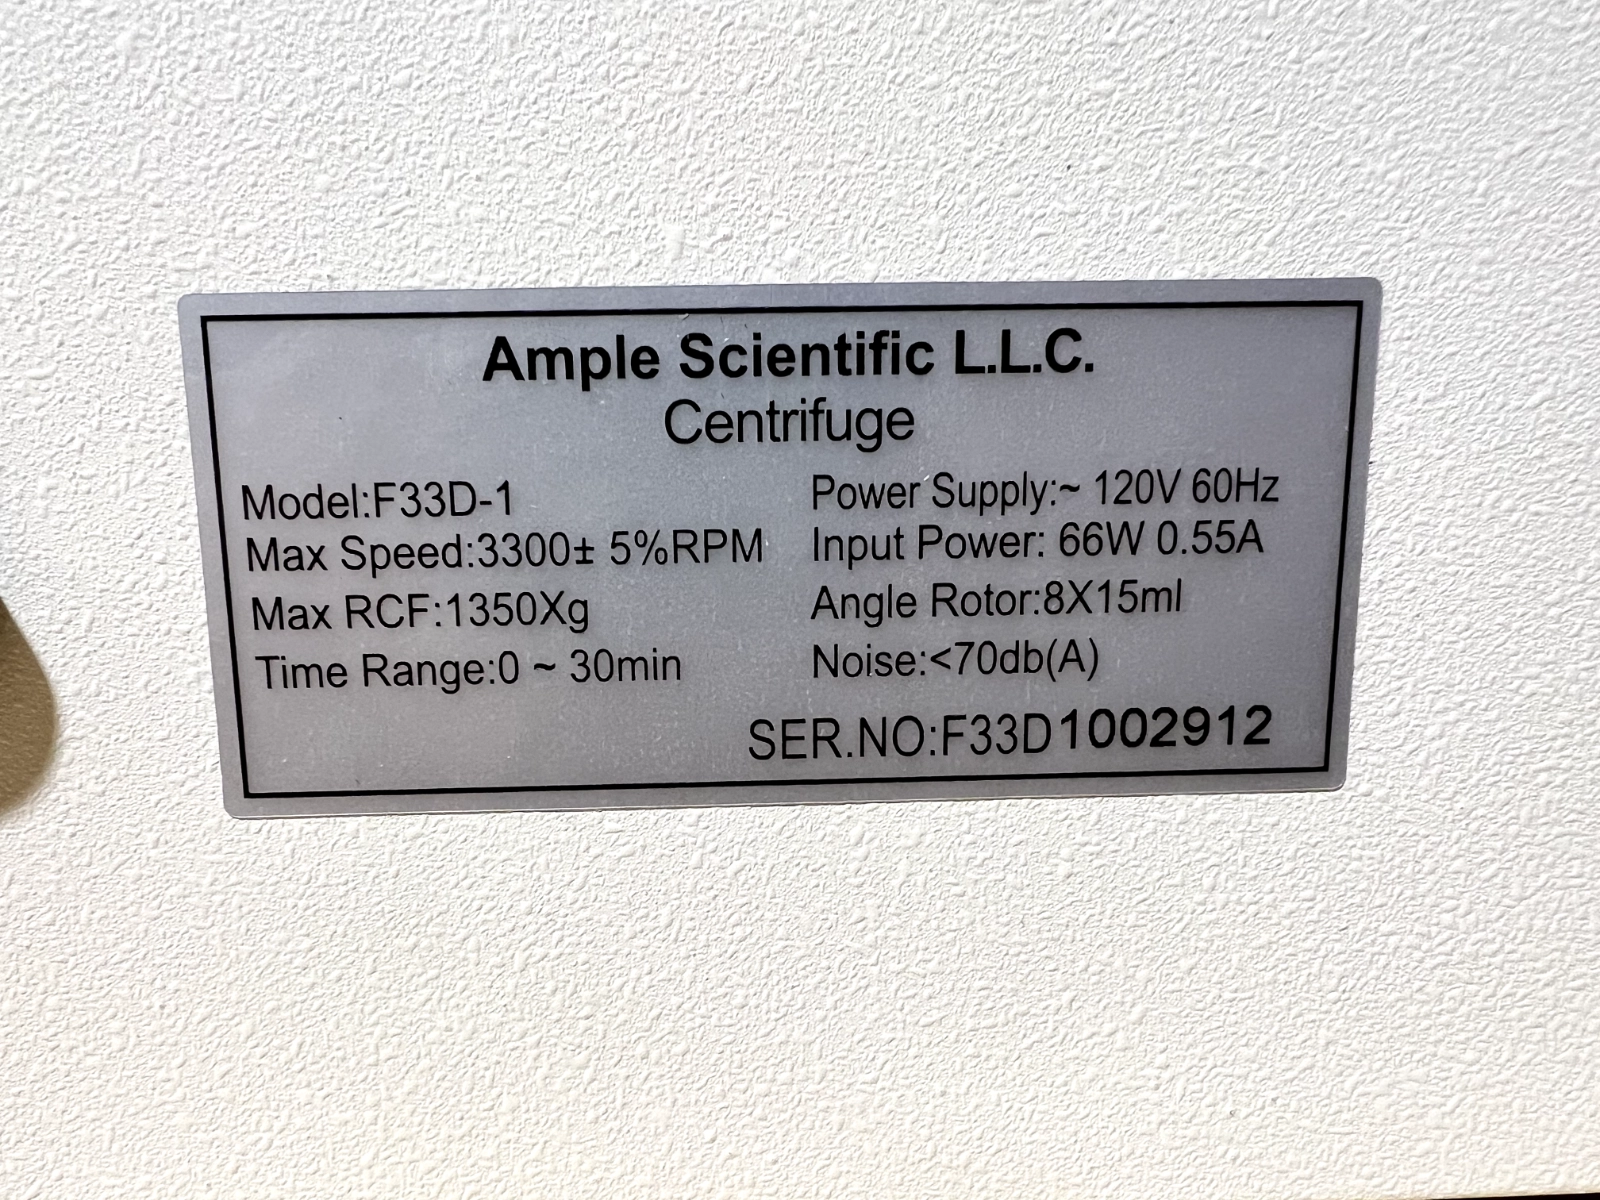 Ample Scientific L.L.C.
Centrifuge
Model:F33D-1
Max Speed:3300± 5%RPM
Max RCF:1350Xg
Time Range:0 ~ 30min
Power Supply:~ 120V 60Hz
Input Power: 66W 0.55A
Angle Rotor:8X15ml
Noise:<70db(A)
SER.NO:F33D1002912